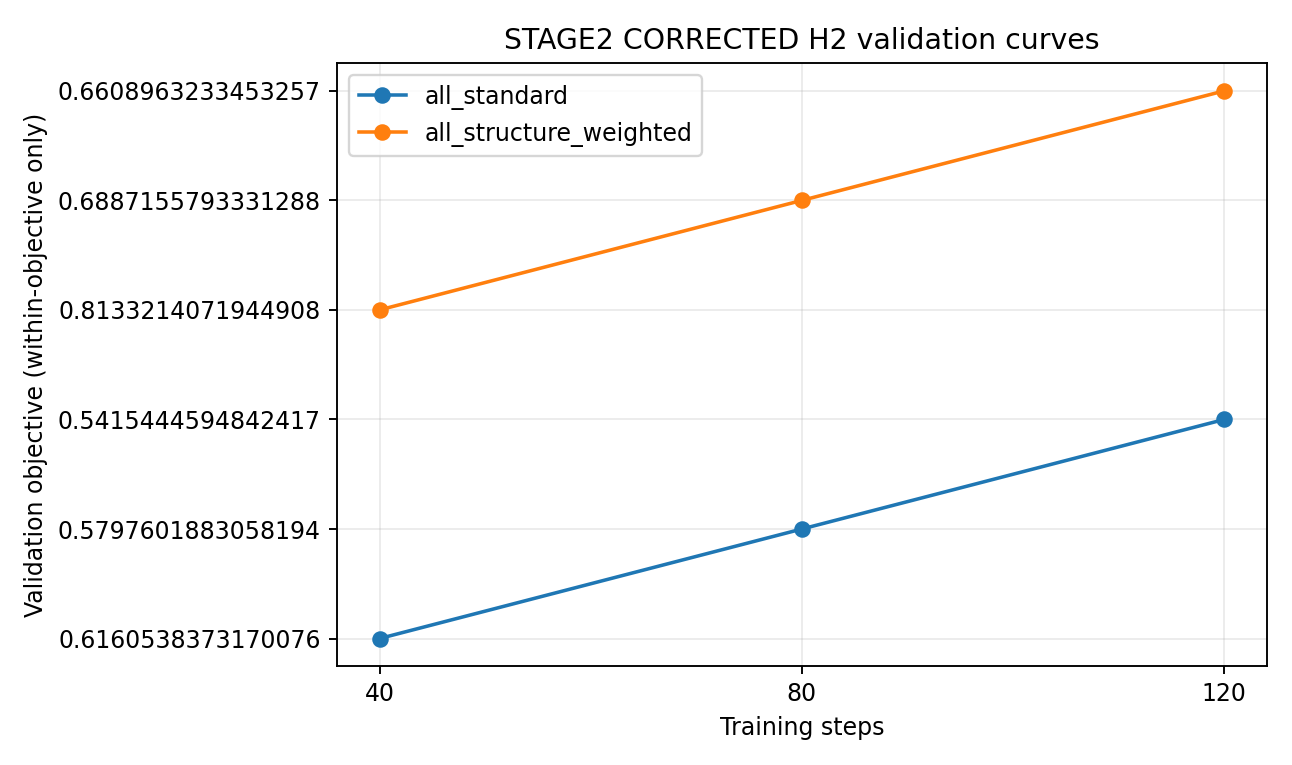 STAGE2 CORRECTED H2 validation curves
all_standard
all_structure_weighted
Validation objective (within-objective only)
0.6608963233453257
0.6887155793331288
0.8133214071944908
0.5415444594842417
0.5797601883058194
0.6160538373170076
40 80 120
Training steps